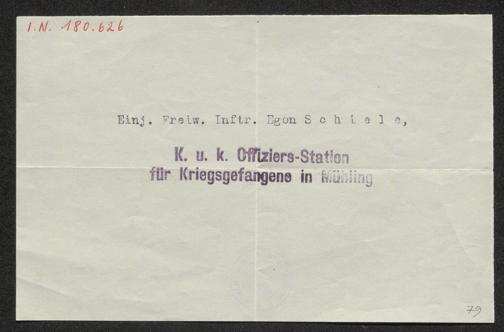 I.N. 180.626
Einj. Freiw. Inftr. Egon S c h i e l e,
K. u. k. Offiziers-Station
für Kriegsgefangene in Mühling
79